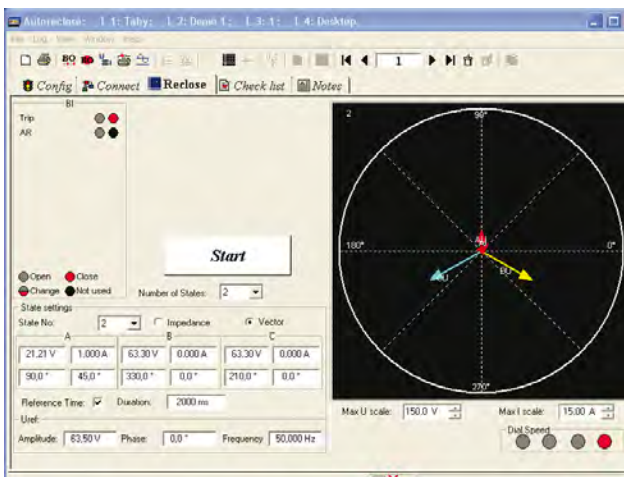 Autoreclose: L 1: Taby; L 2: Down 1; L 3: 1; L 4: Desktop.
File Log View Window Help
BQ 1
Config Connect Reclose Check list Notes
BI
Trip
AR
Open Close
Change Not used
Start
Number of States: 2
State settings
State No: 2 Impedance Vector
A B C
21.21 V 1.000 A 63.30 V 0.000 A 63.30 V 0.000 A
90,0 ° 45,0 ° 330,0 ° 0,0 ° 210,0 ° 0,0 °
Reference Time: Duration: 2000 ms
Uref:
Amplitude: 63,50 V Phase: 0,0 ° Frequency 50,000 Hz
2
90°
180°
0°
BU
270°
Max U scale: 150.0 V Max I scale: 15.00 A
Dial Speed